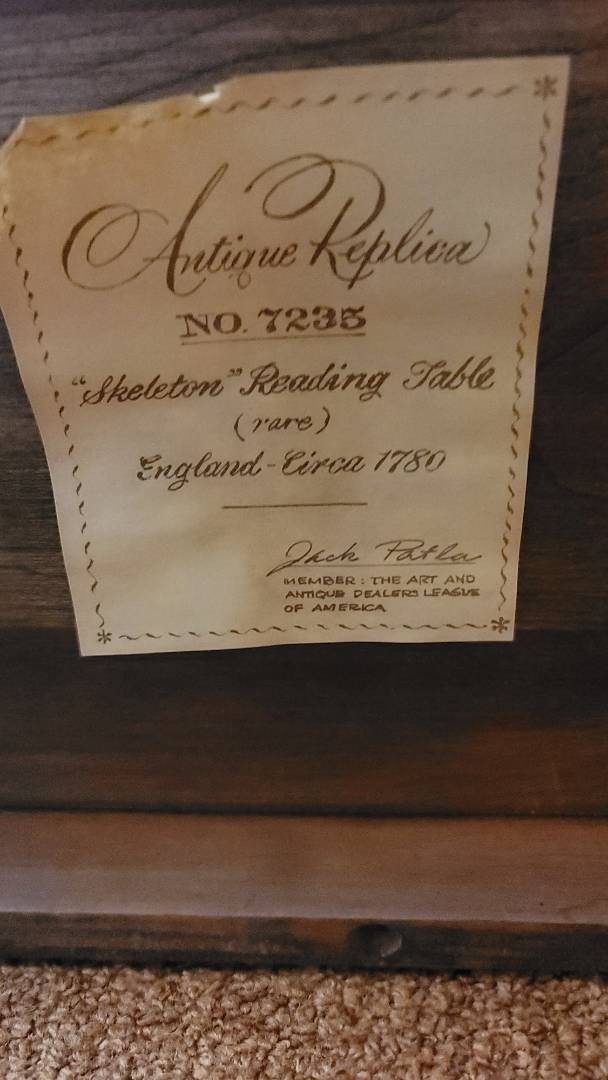 Antique Replica
NO. 7235
"Skeleton" Reading Table
(rare)
England - Circa 1780
Jack Patla
MEMBER: THE ART AND
ANTIQUE DEALERS LEAGUE
OF AMERICA